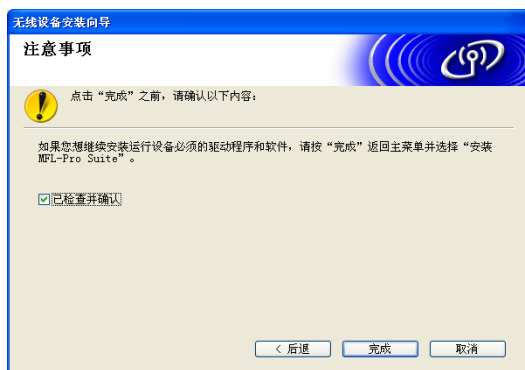 无线设备安装向导
注意事项
点击“完成”之前，请确认以下内容：
如果您想继续安装运行设备必须的驱动程序和软件，请按“完成”返回主菜单并选择“安装
MFL-Pro Suite”。
已检查并确认
< 后退
完成
取消